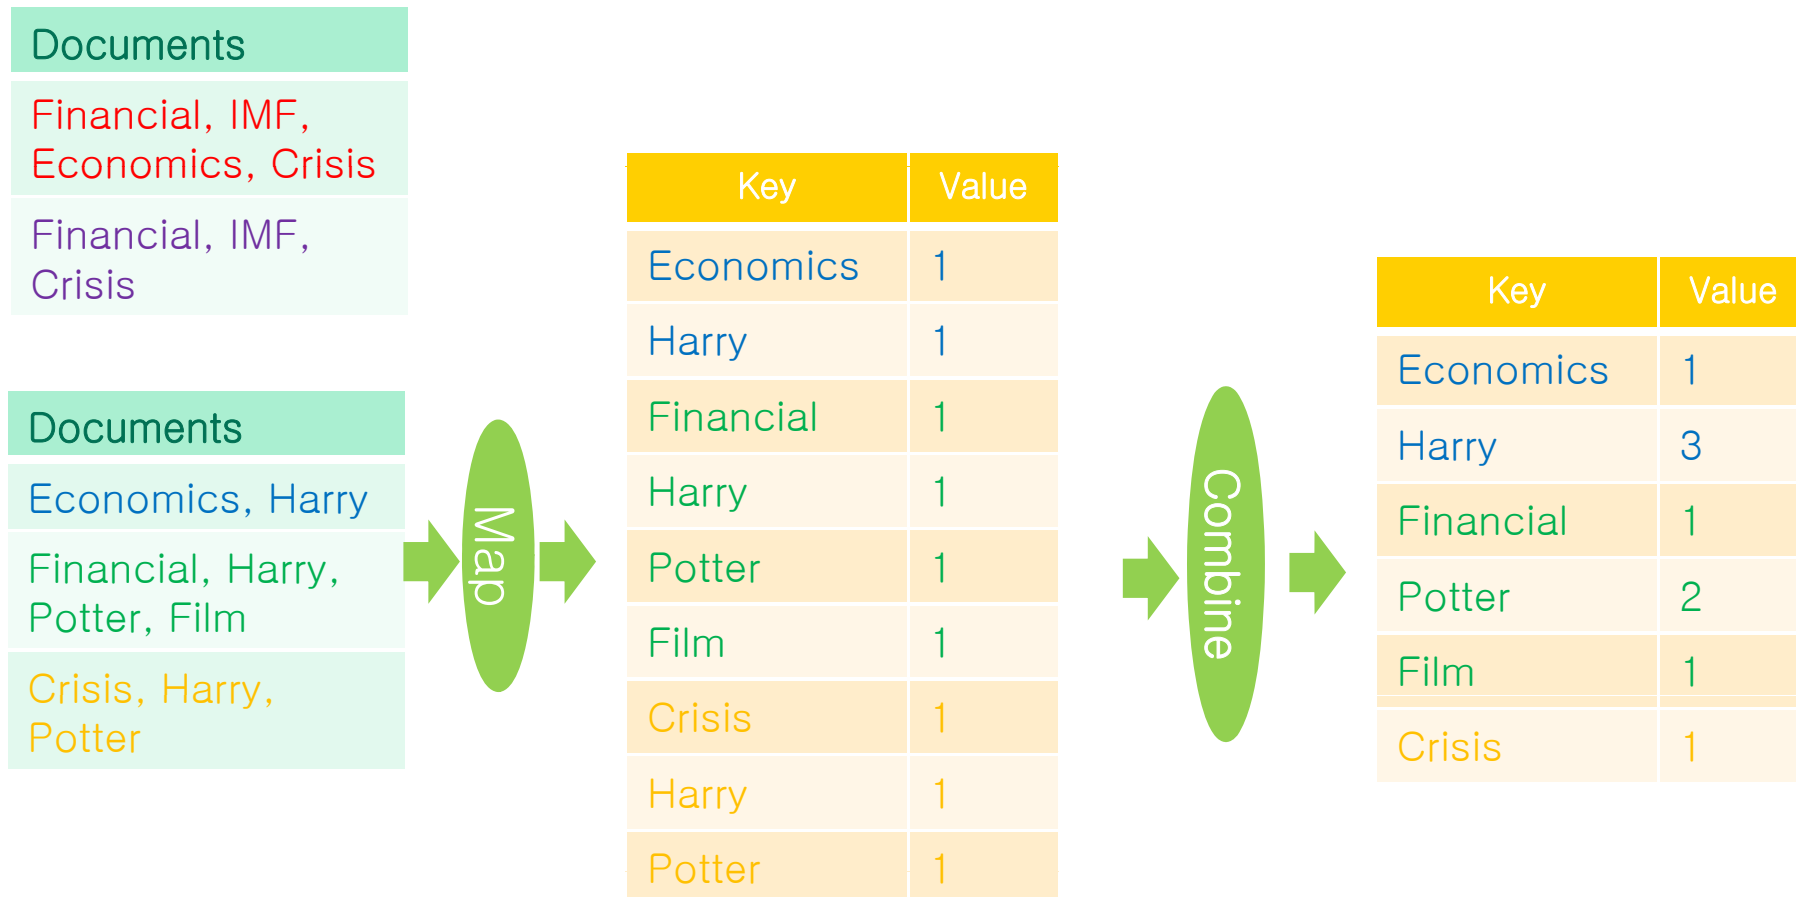 Documents
Financial, IMF,
Economics, Crisis
Financial, IMF,
Crisis
Documents
Economics, Harry
Financial, Harry,
Potter, Film
Crisis, Harry,
Potter
Map
Key Value
Economics 1
Harry 1
Financial 1
Harry 1
Potter 1
Film 1
Crisis 1
Harry 1
Potter 1
Combine
Key Value
Economics 1
Harry 3
Financial 1
Potter 2
Film 1
Crisis 1